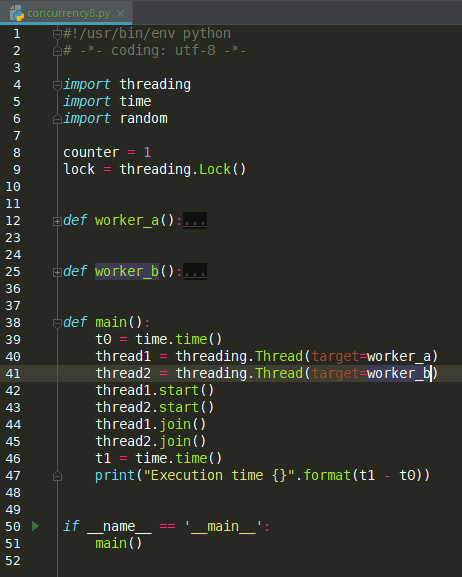 concurrency8.py
1 #!/usr/bin/env python
2 # -*- coding: utf-8 -*-
3
4 import threading
5 import time
6 import random
7
8 counter = 1
9 lock = threading.Lock()
10
11
12 def worker_a():...
23
24
25 def worker_b():...
36
37
38 def main():
39     t0 = time.time()
40     thread1 = threading.Thread(target=worker_a)
41     thread2 = threading.Thread(target=worker_b)
42     thread1.start()
43     thread2.start()
44     thread1.join()
45     thread2.join()
46     t1 = time.time()
47     print("Execution time {}".format(t1 - t0))
48
49
50 if __name__ == '__main__':
51     main()
52